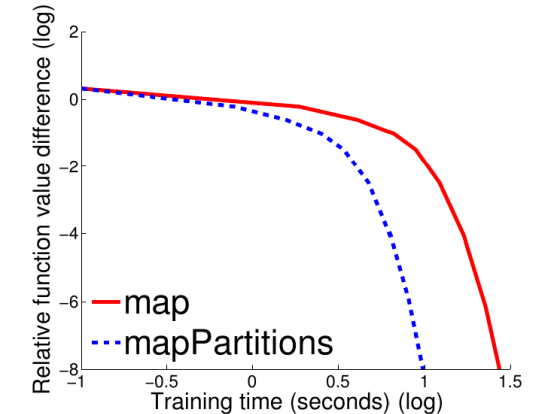 Relative function value difference (log)
2
0
−2
−4
−6
−8
map
mapPartitions
−1 −0.5 0 0.5 1 1.5
Training time (seconds) (log)